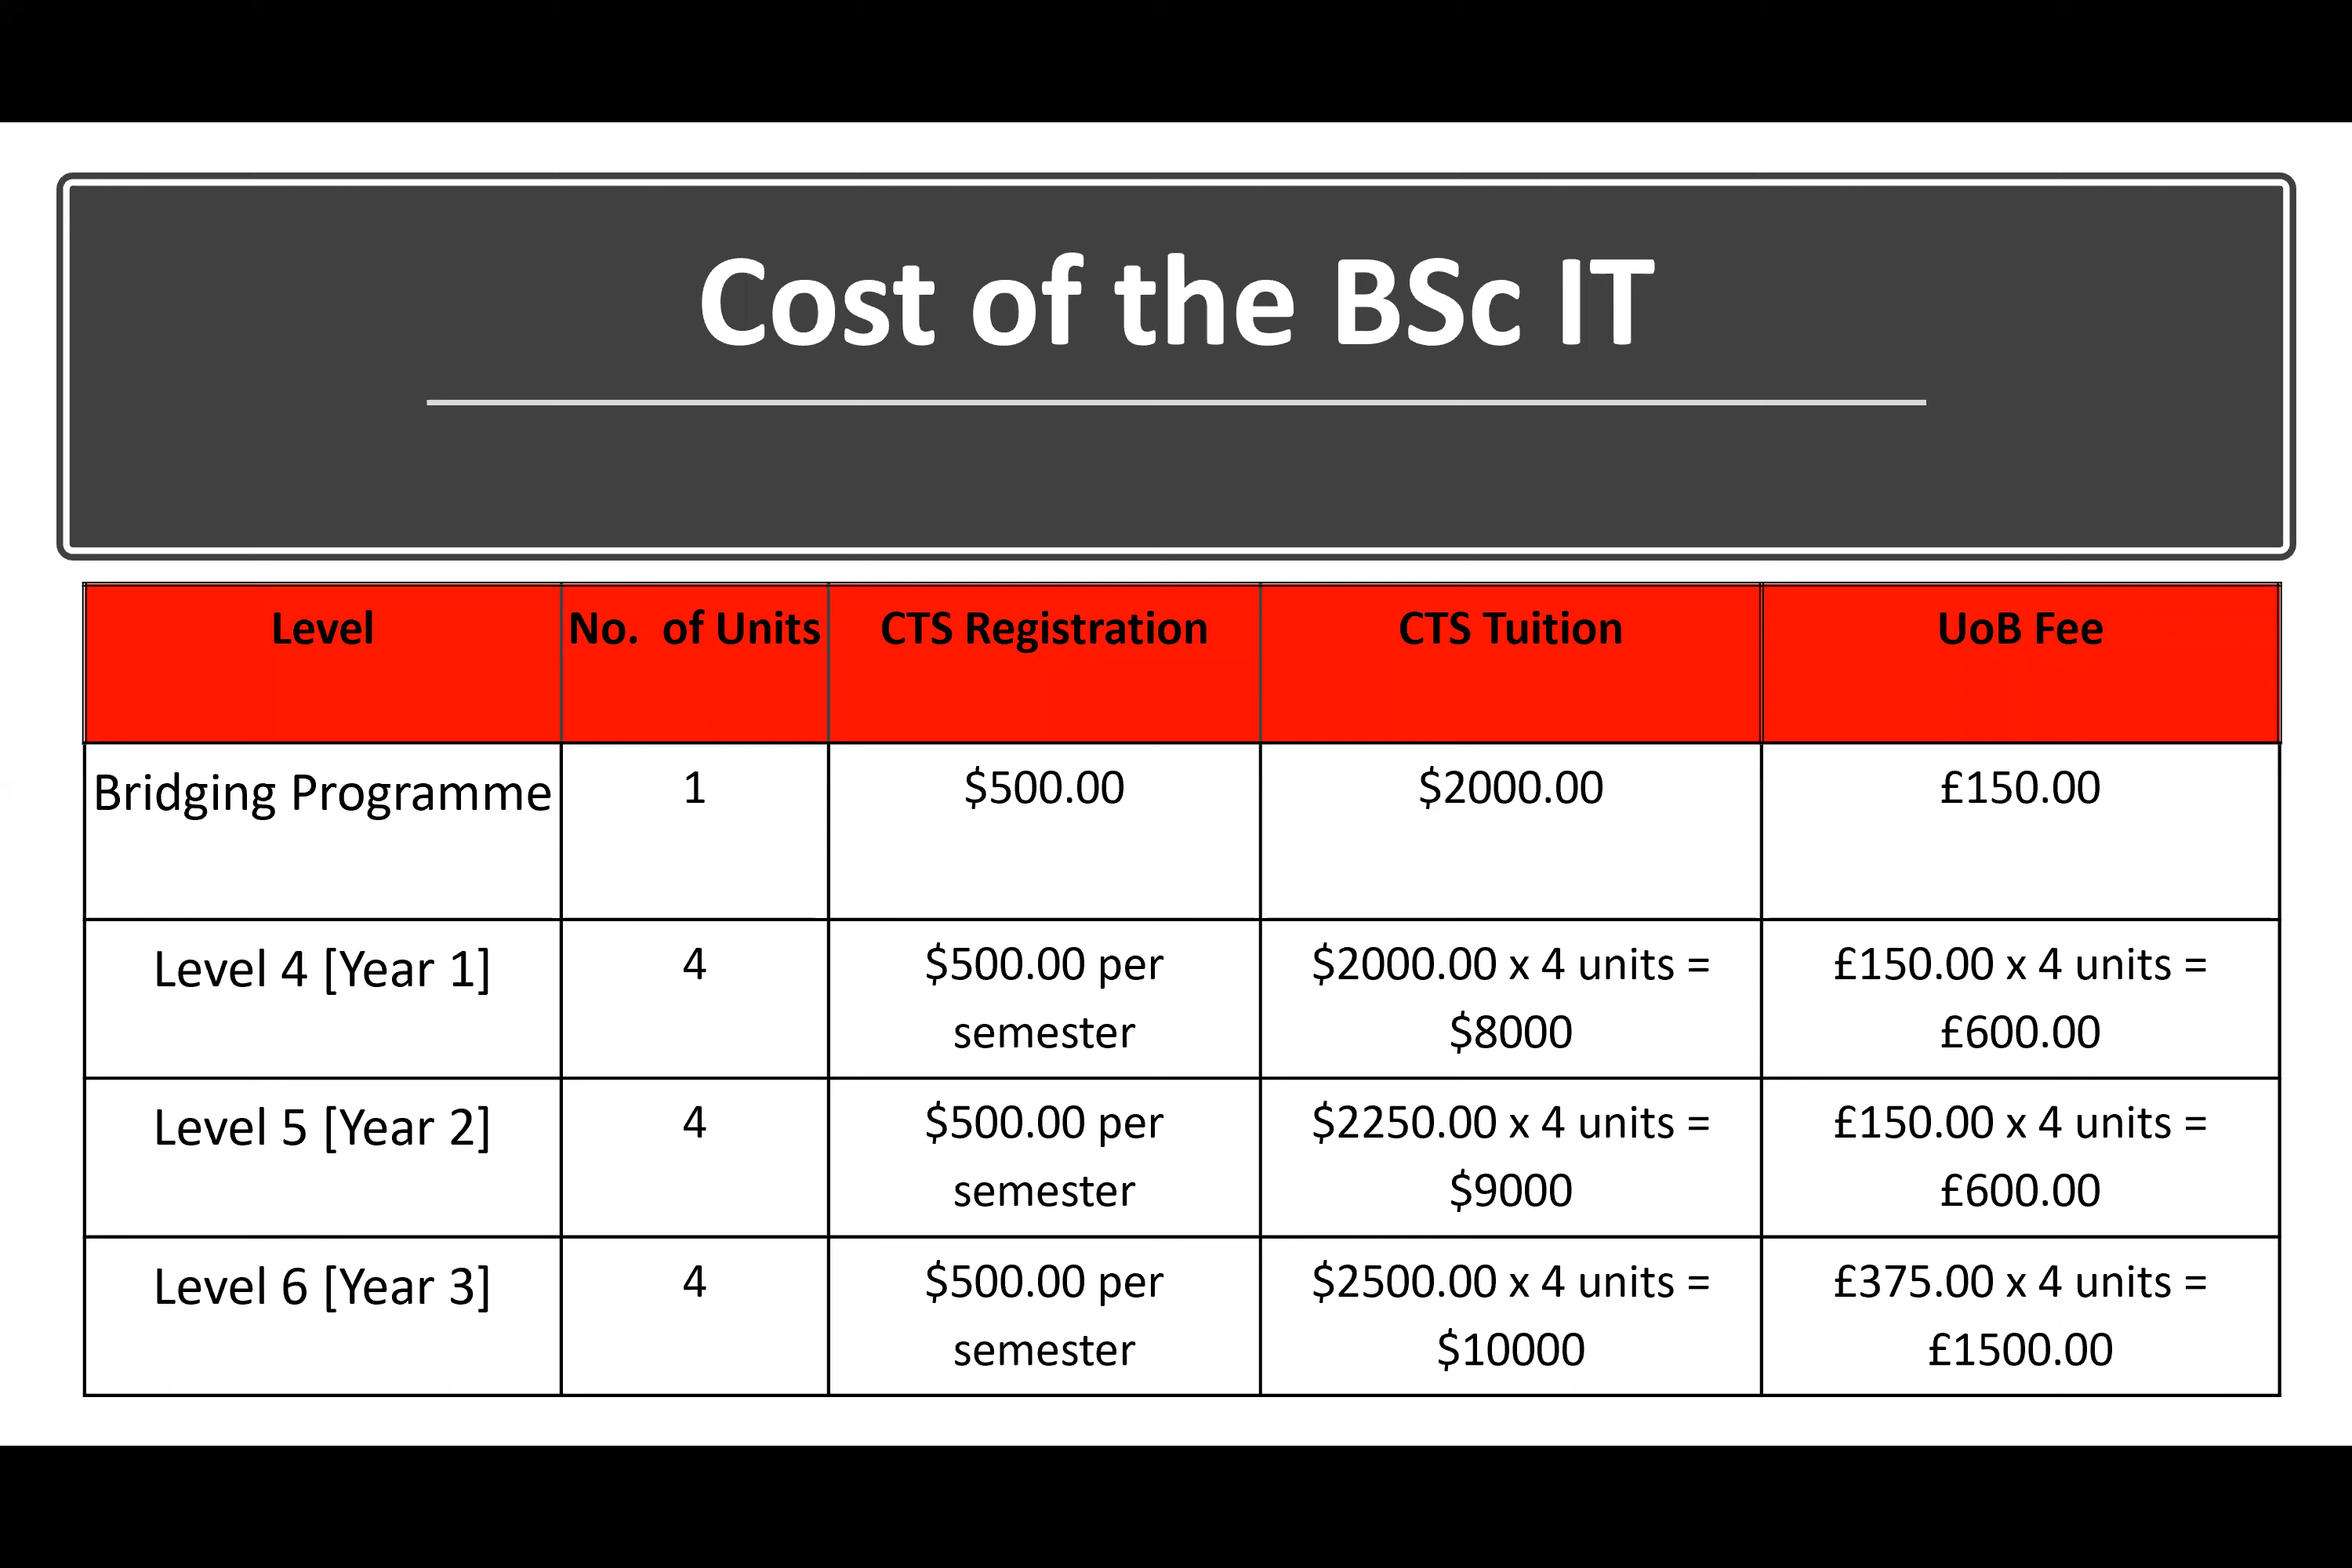 Cost of the BSc IT
Level No.  of Units CTS Registration CTS Tuition UoB Fee
Bridging Programme 1 $500.00 $2000.00 £150.00
Level 4 [Year 1] 4 $500.00 per $2000.00 x 4 units = £150.00 x 4 units =
semester $8000 £600.00
Level 5 [Year 2] 4 $500.00 per $2250.00 x 4 units = £150.00 x 4 units =
semester $9000 £600.00
Level 6 [Year 3] 4 $500.00 per $2500.00 x 4 units = £375.00 x 4 units =
semester $10000 £1500.00